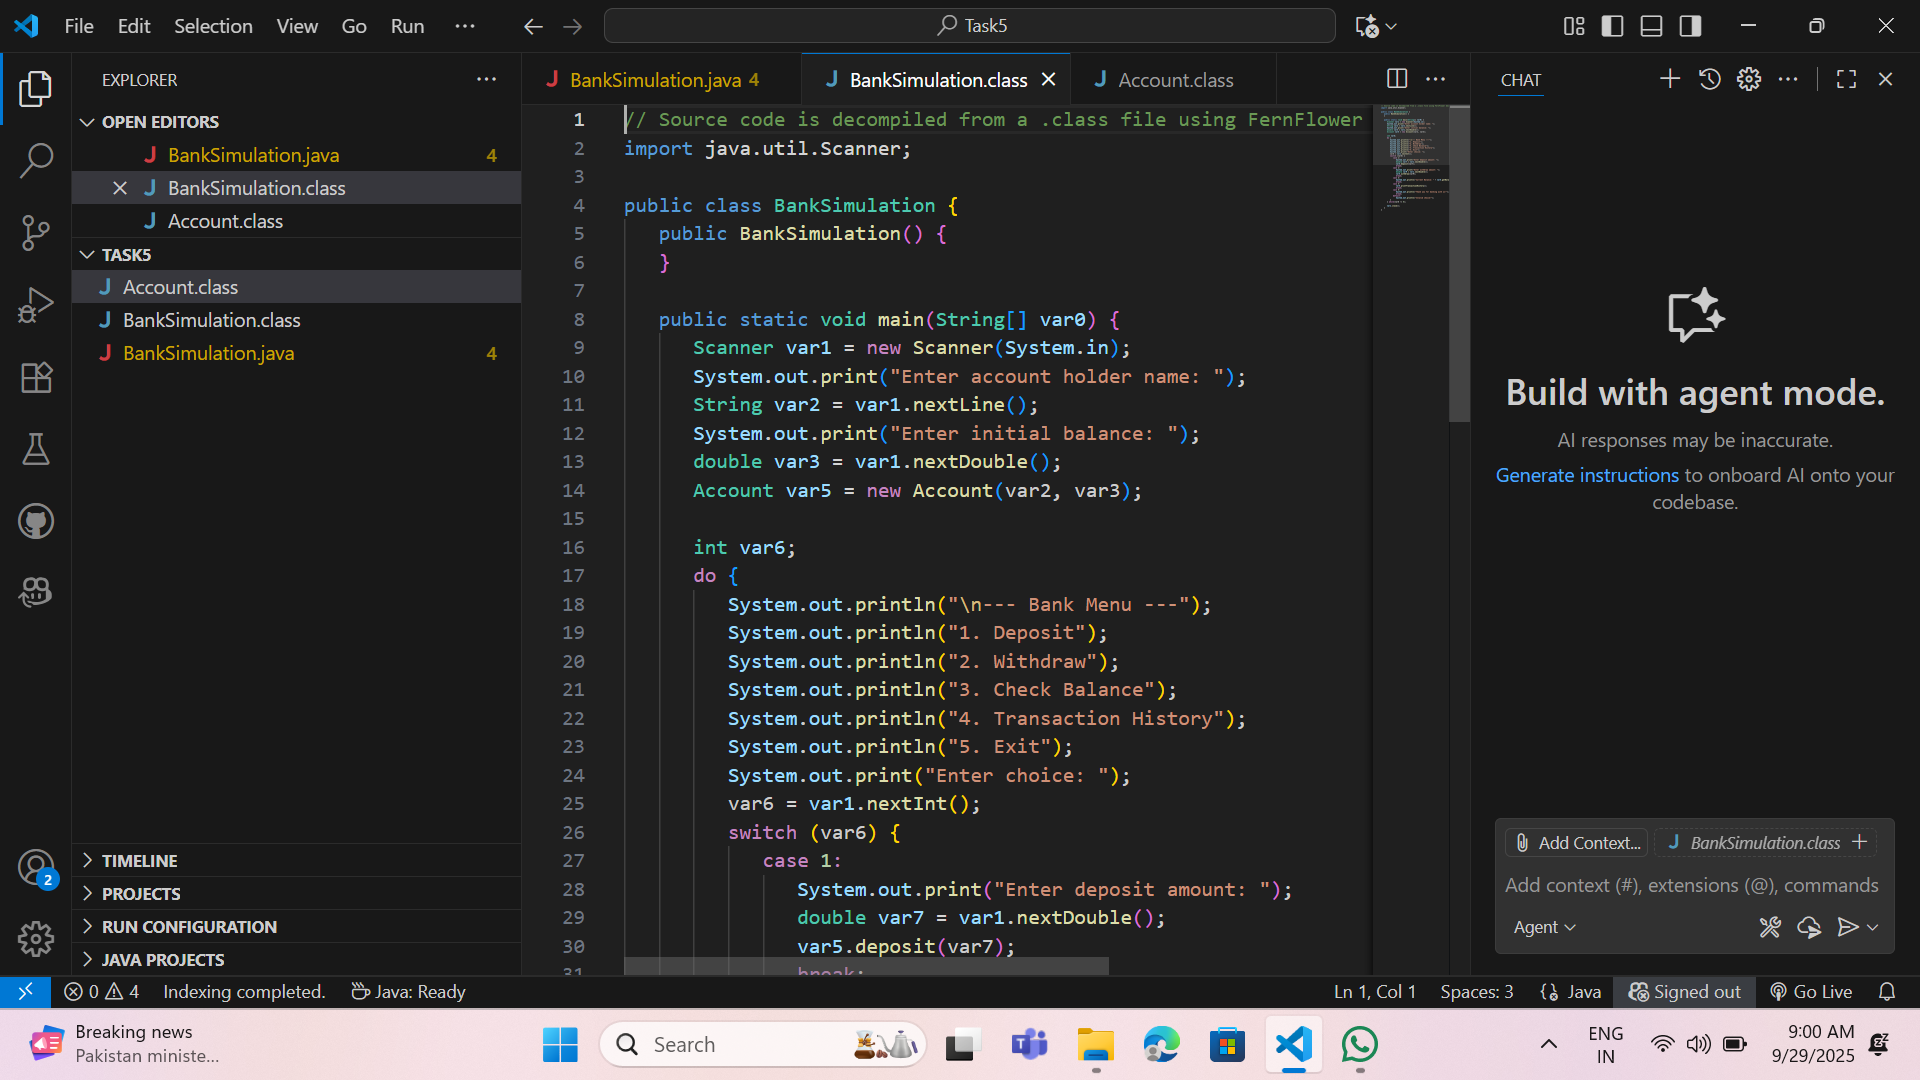 File Edit Selection View Go Run
Task5
EXPLORER
OPEN EDITORS
BankSimulation.java 4
BankSimulation.class
Account.class
TASK5
Account.class
BankSimulation.class
BankSimulation.java 4
TIMELINE
PROJECTS
RUN CONFIGURATION
JAVA PROJECTS
2
BankSimulation.java 4
BankSimulation.class
Account.class
1 // Source code is decompiled from a .class file using FernFlower
2 import java.util.Scanner;
3
4 public class BankSimulation {
5 public BankSimulation() {
6 }
7
8 public static void main(String[] var0) {
9 Scanner var1 = new Scanner(System.in);
10 System.out.print("Enter account holder name: ");
11 String var2 = var1.nextLine();
12 System.out.print("Enter initial balance: ");
13 double var3 = var1.nextDouble();
14 Account var5 = new Account(var2, var3);
15
16 int var6;
17 do {
18 System.out.println("\n--- Bank Menu ---");
19 System.out.println("1. Deposit");
20 System.out.println("2. Withdraw");
21 System.out.println("3. Check Balance");
22 System.out.println("4. Transaction History");
23 System.out.println("5. Exit");
24 System.out.print("Enter choice: ");
25 var6 = var1.nextInt();
26 switch (var6) {
27 case 1:
28 System.out.print("Enter deposit amount: ");
29 double var7 = var1.nextDouble();
30 var5.deposit(var7);
31 break;
CHAT
Build with agent mode.
AI responses may be inaccurate.
Generate instructions to onboard AI onto your
codebase.
Add Context...
BankSimulation.class
Add context (#), extensions (@), commands
Agent
0 4 Indexing completed. Java: Ready
Ln 1, Col 1 Spaces: 3 Java Signed out Go Live
Breaking news
Pakistan ministe...
Search
ENG
IN
9:00 AM
9/29/2025